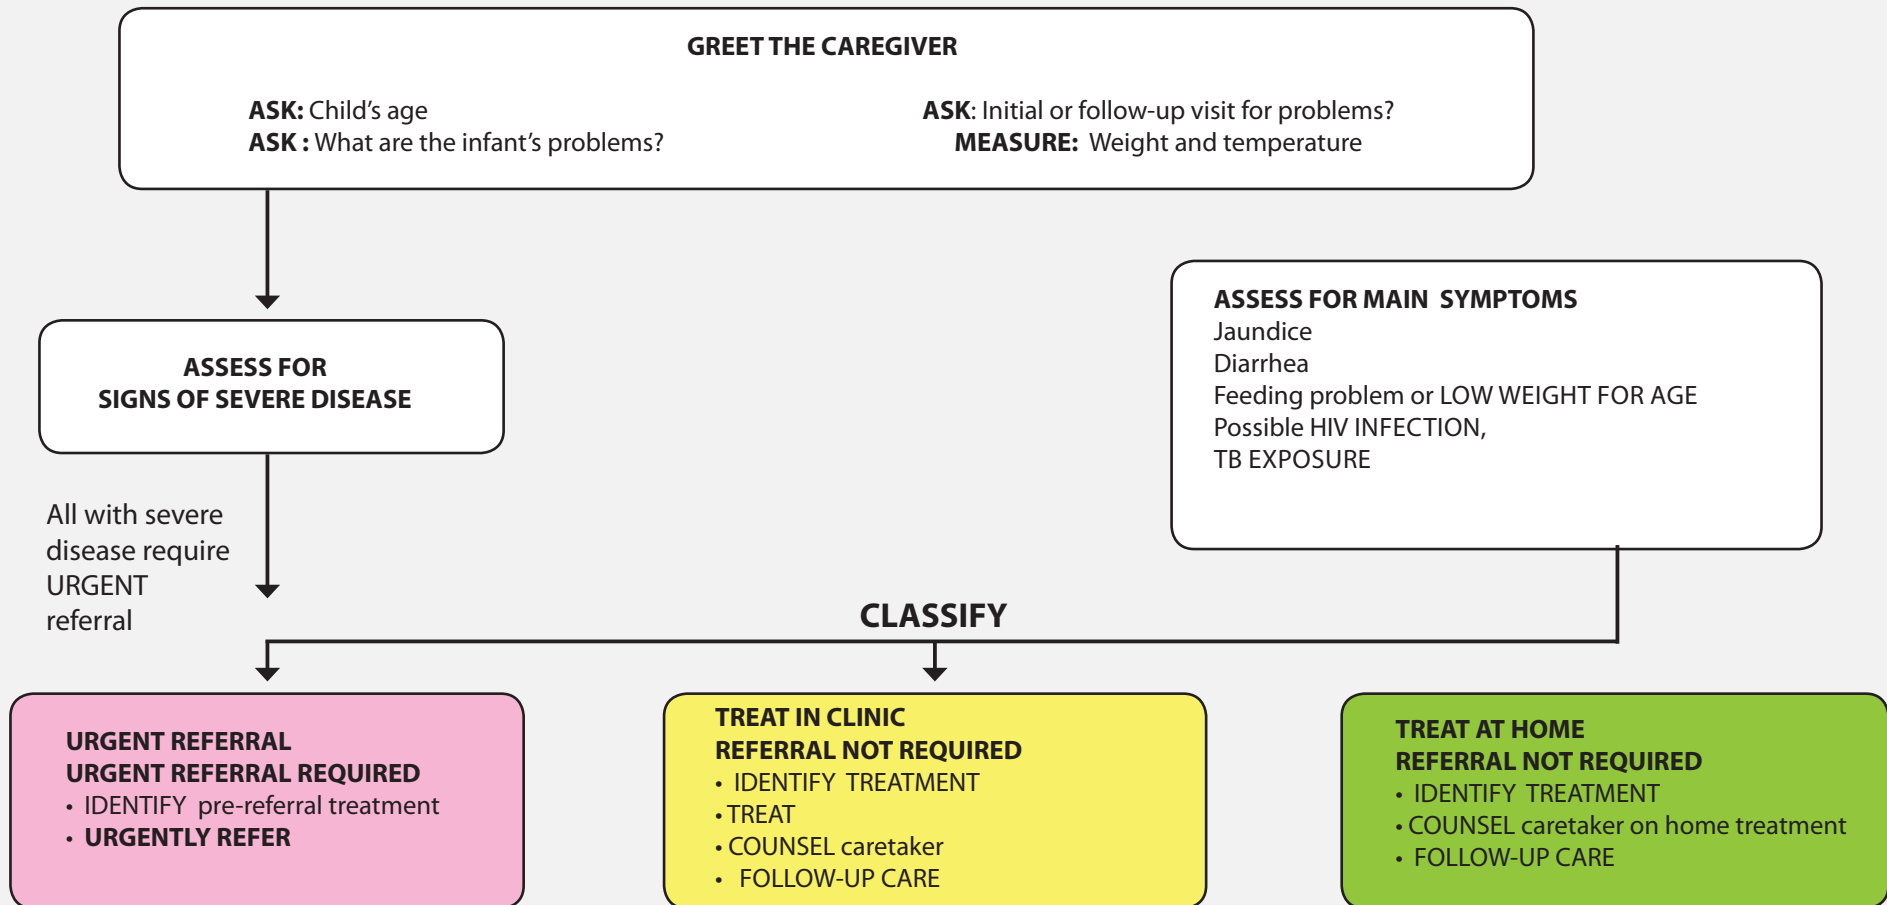 GREET THE CAREGIVER
ASK: Child's age
ASK : What are the infant's problems?
ASK: Initial or follow-up visit for problems?
MEASURE: Weight and temperature
ASSESS FOR
SIGNS OF SEVERE DISEASE
ASSESS FOR MAIN SYMPTOMS
Jaundice
Diarrhea
Feeding problem or LOW WEIGHT FOR AGE
Possible HIV INFECTION,
TB EXPOSURE
All with severe
disease require
URGENT
referral
CLASSIFY
URGENT REFERRAL
URGENT REFERRAL REQUIRED
• IDENTIFY pre-referral treatment
• URGENTLY REFER
TREAT IN CLINIC
REFERRAL NOT REQUIRED
• IDENTIFY TREATMENT
• TREAT
• COUNSEL caretaker
• FOLLOW-UP CARE
TREAT AT HOME
REFERRAL NOT REQUIRED
• IDENTIFY TREATMENT
• COUNSEL caretaker on home treatment
• FOLLOW-UP CARE